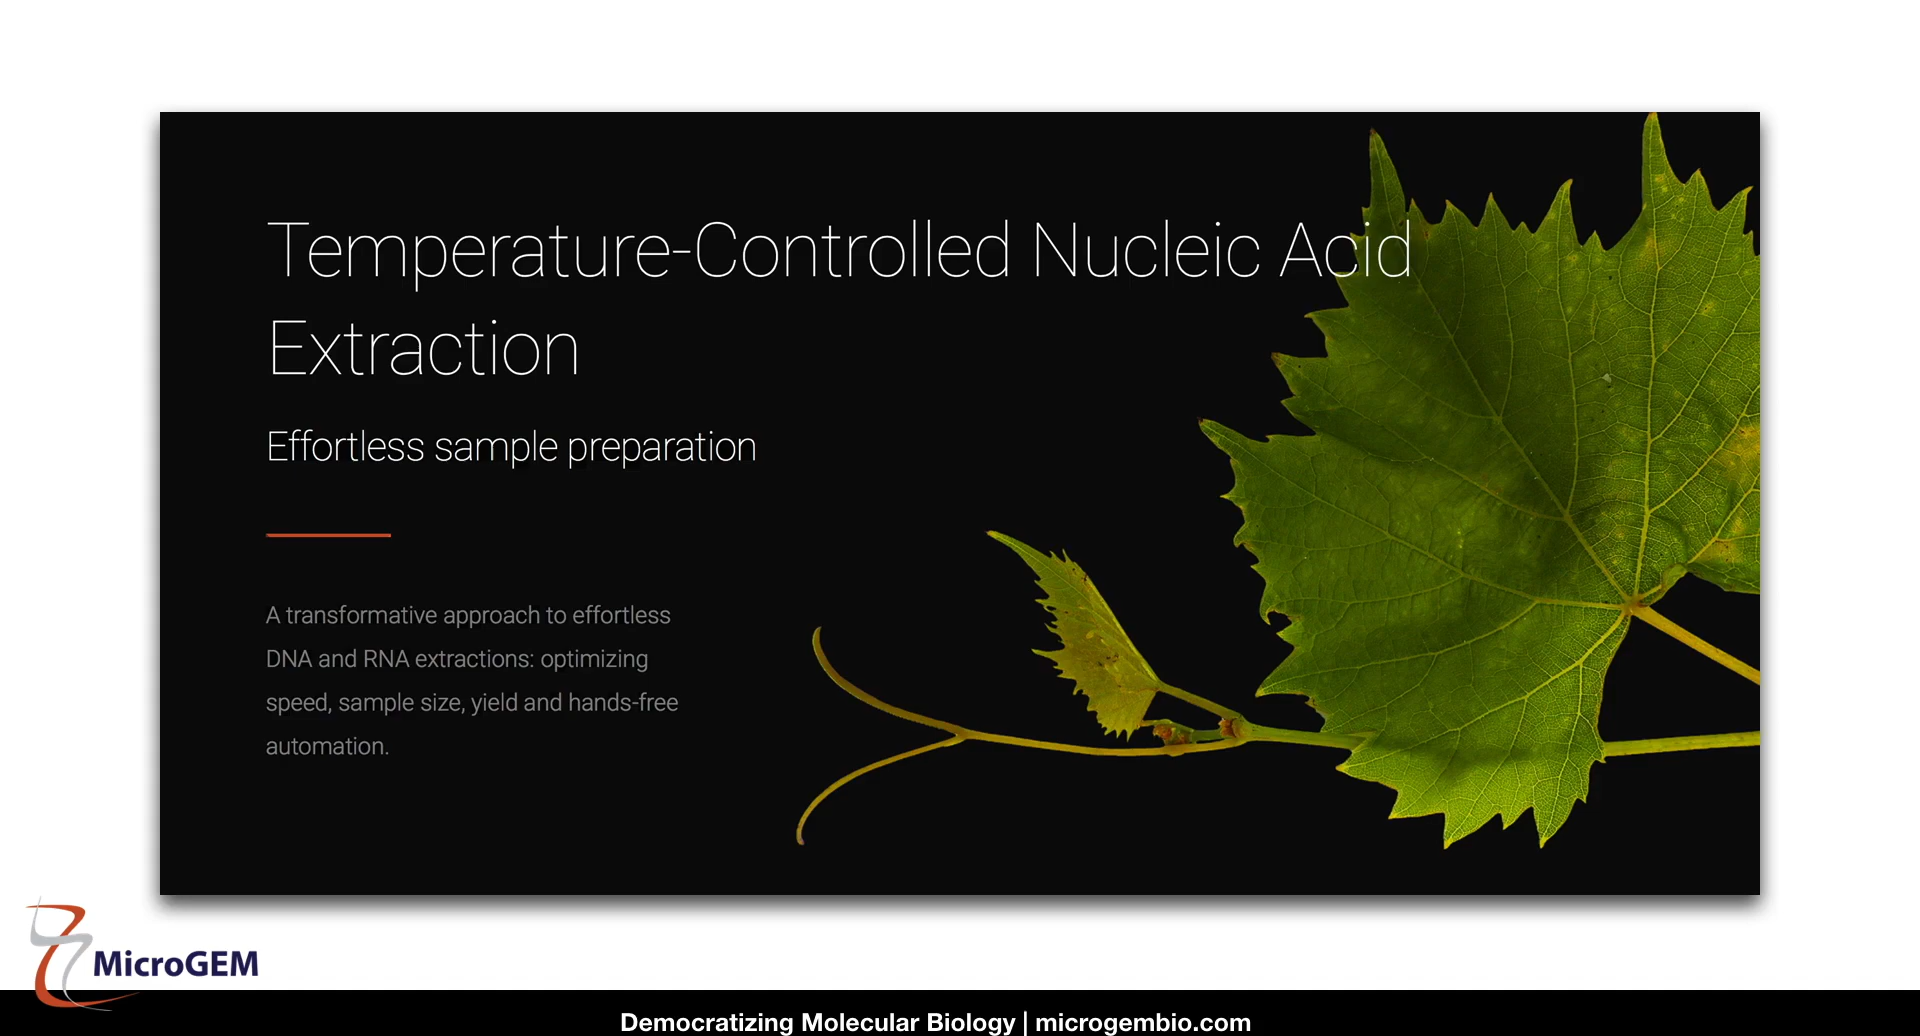 Temperature-Controlled Nucleic Acid
Extraction
Effortless sample preparation
A transformative approach to effortless
DNA and RNA extractions: optimizing
speed, sample size, yield and hands-free
automation.
MicroGEM
Democratizing Molecular Biology | microgembio.com